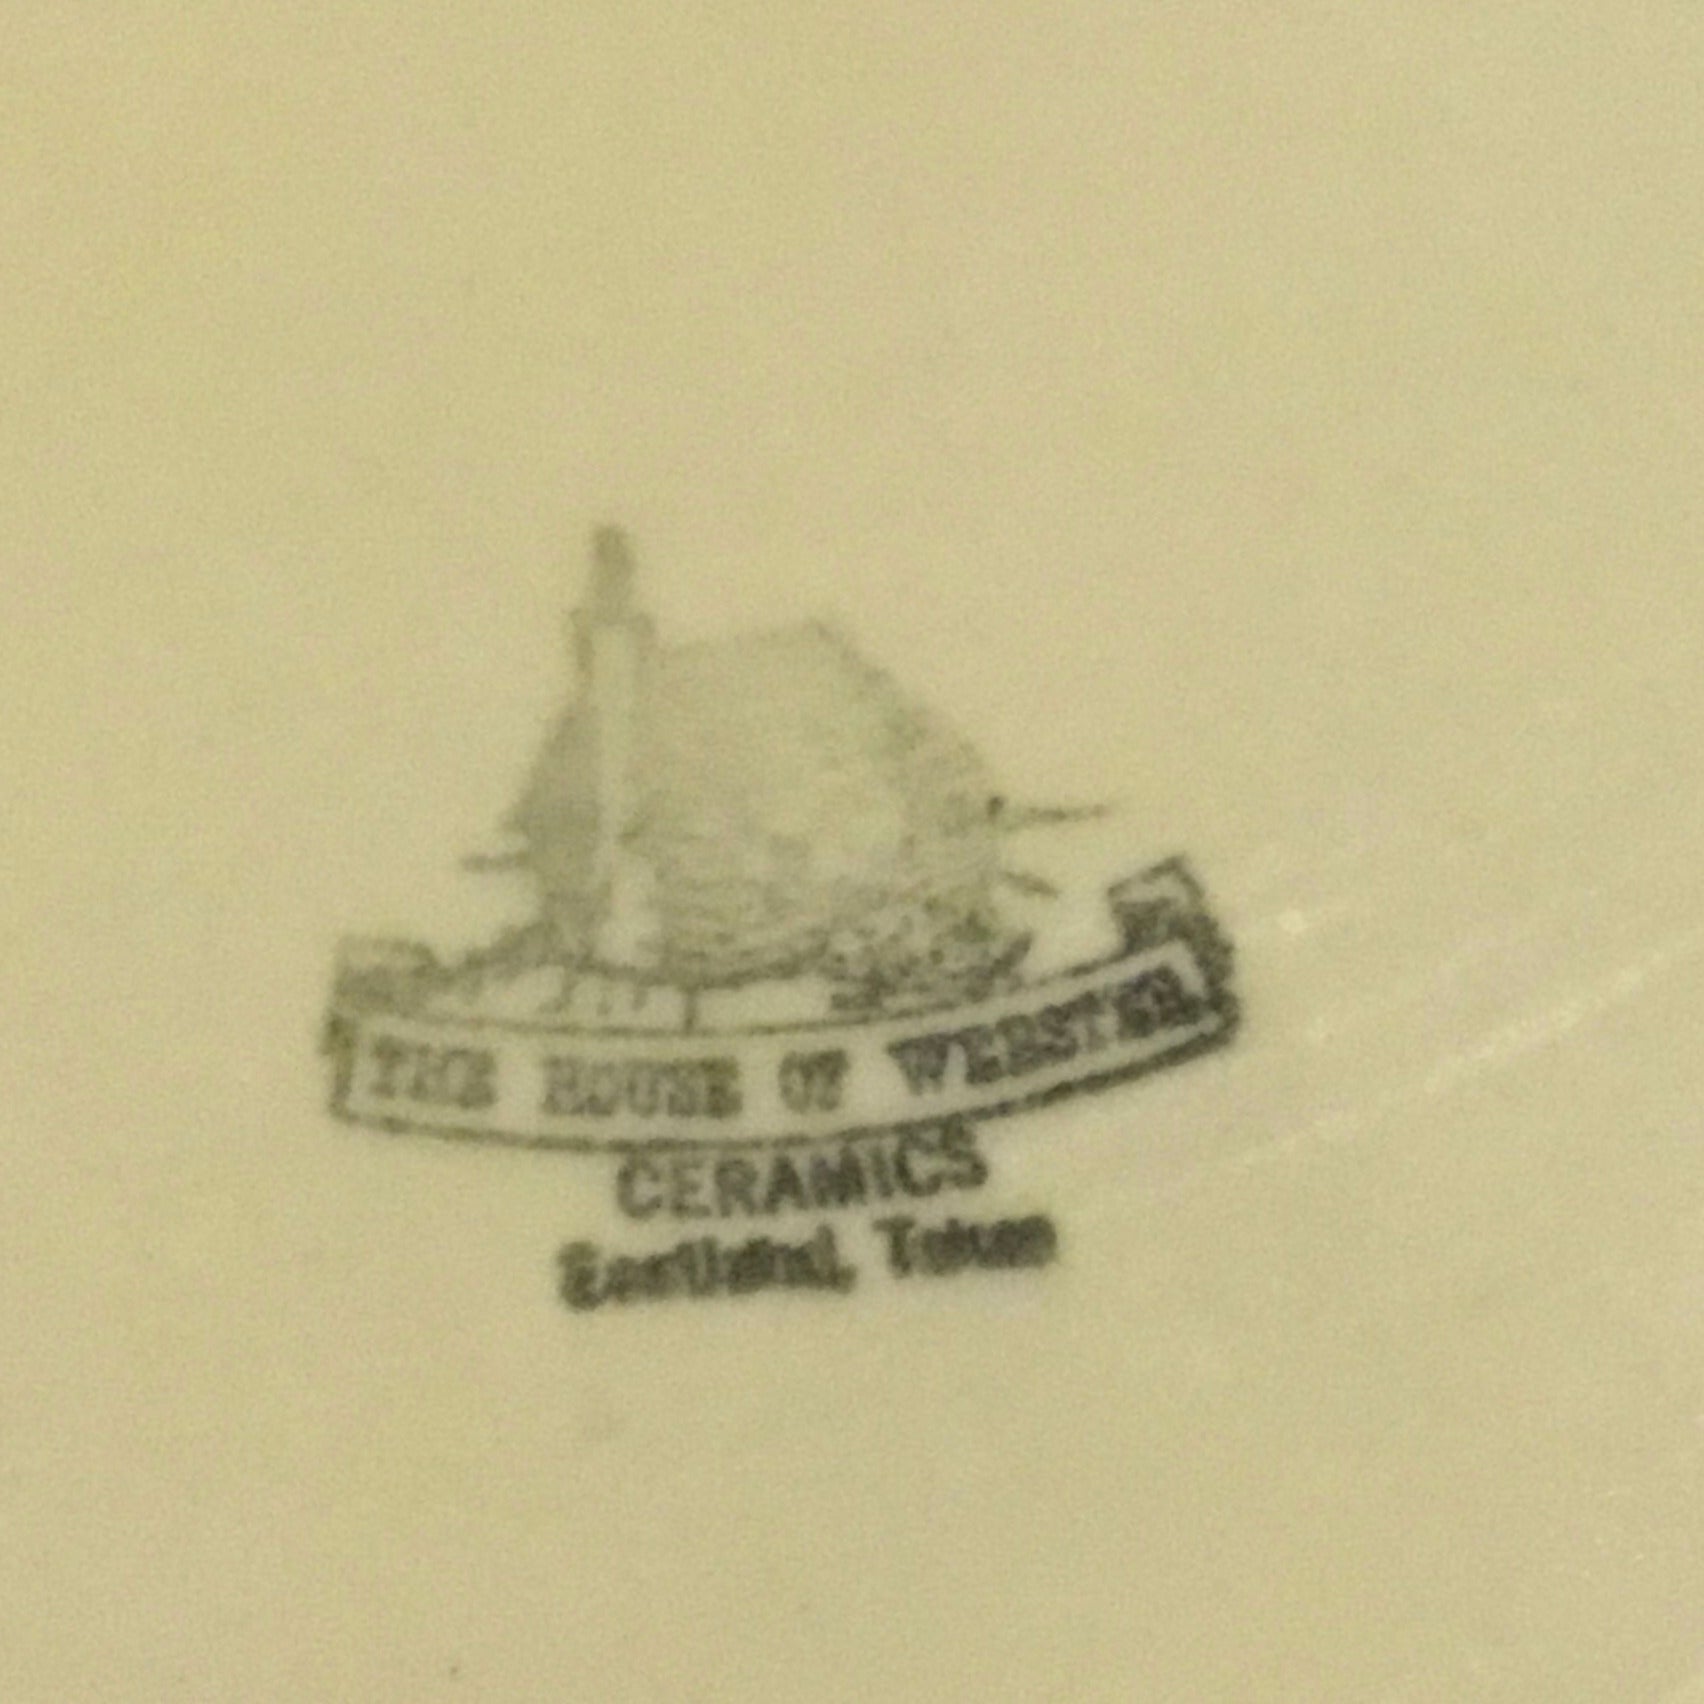 THE HOUSE OF WEBSTER
CERAMICS
Eastland, Texas